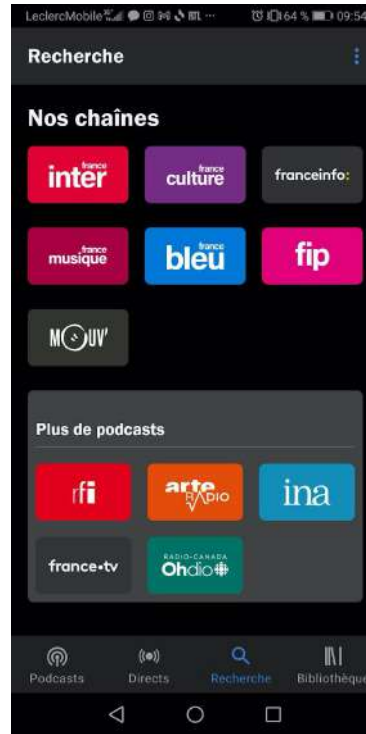 LeclercMobile ... 64 % 09:54
Recherche
Nos chaînes
france inter
france culture
franceinfo:
france musique
france bleu
fip
MOUV'
Plus de podcasts
rfi
arte RADIO
ina
france•tv
RADIO-CANADA
OHdio
Podcasts
Directs
Recherche
Bibliothèque